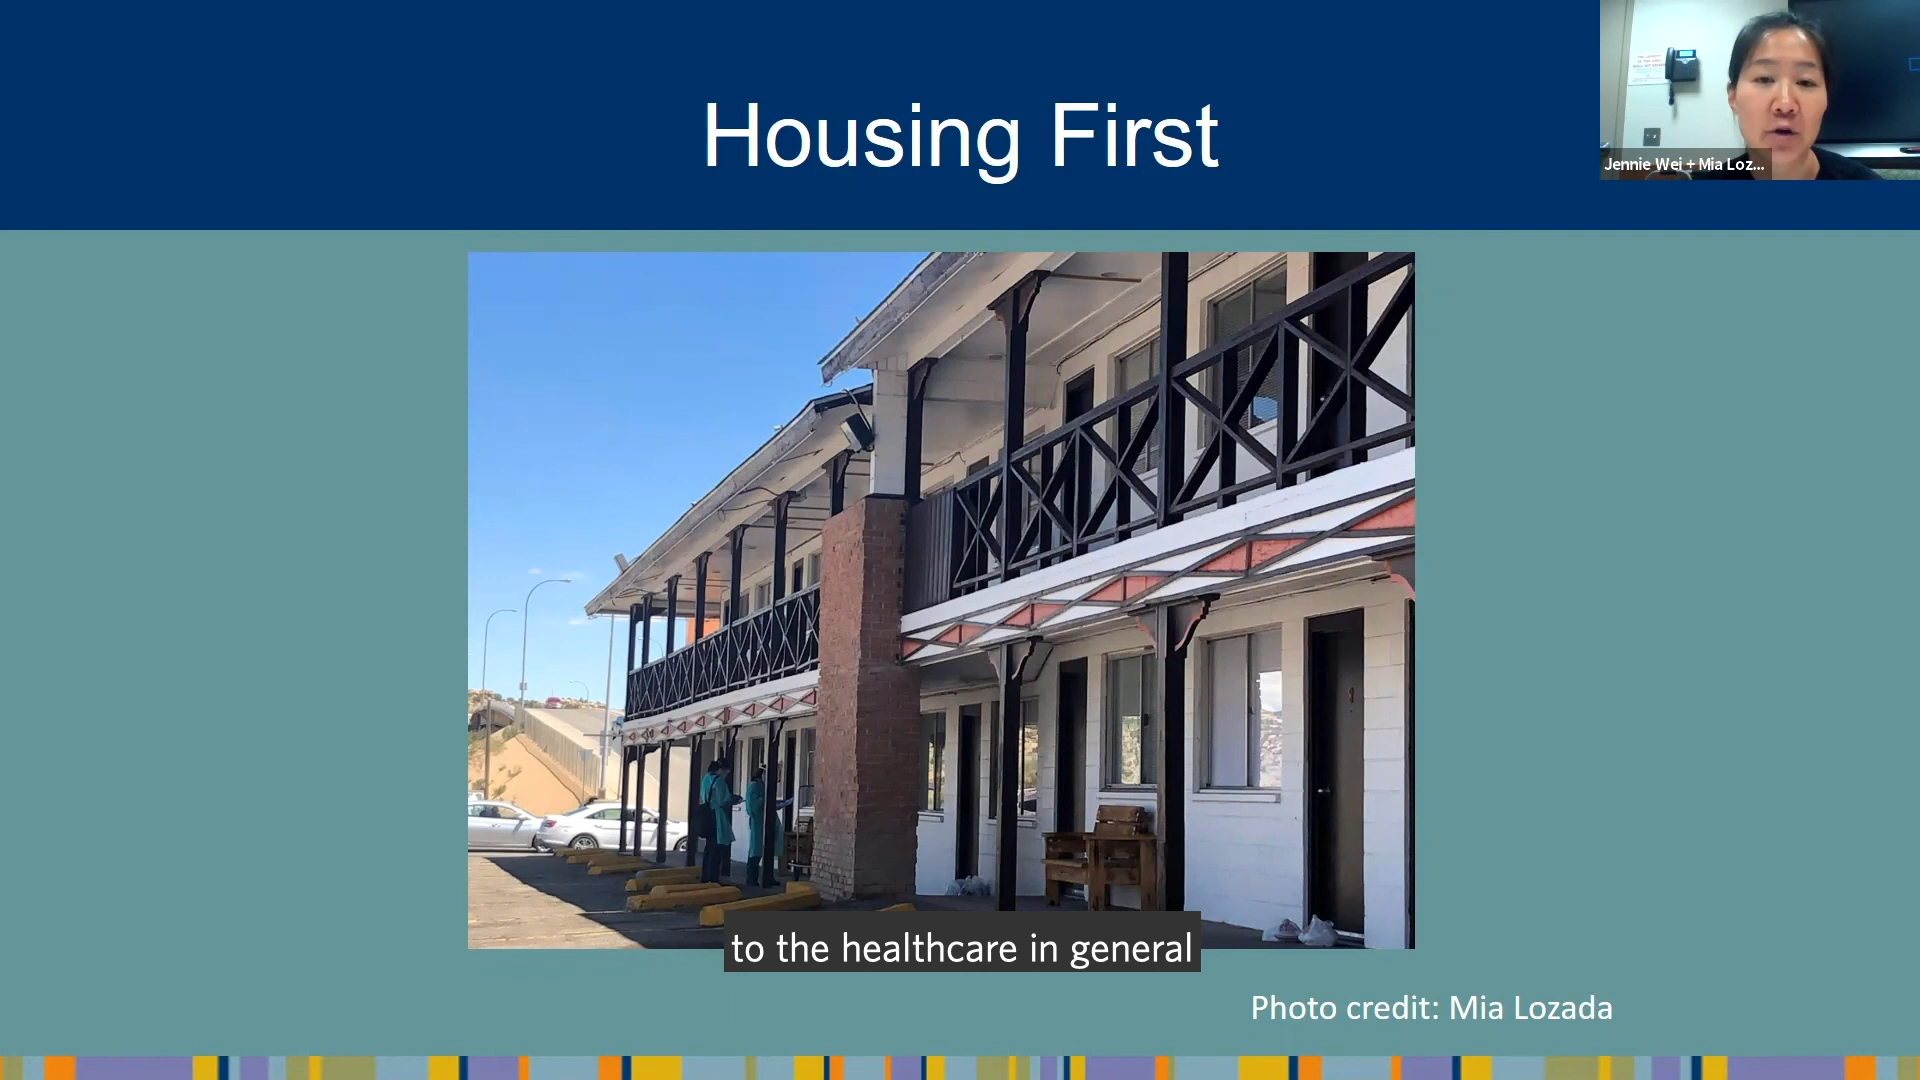 Housing First
Jennie Wei + Mia Loz...
to the healthcare in general
Photo credit: Mia Lozada